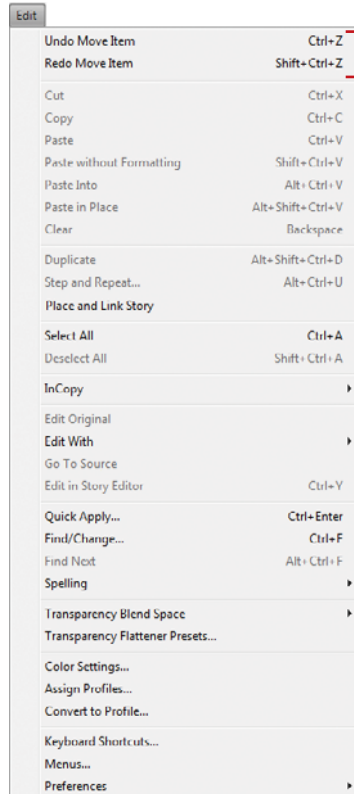 Edit
Undo Move Item Ctrl+Z
Redo Move Item Shift+Ctrl+Z
Cut Ctrl+X
Copy Ctrl+C
Paste Ctrl+V
Paste without Formatting Shift+Ctrl+V
Paste Into Alt+Ctrl+V
Paste in Place Alt+Shift+Ctrl+V
Clear Backspace
Duplicate Alt+Shift+Ctrl+D
Step and Repeat... Alt+Ctrl+U
Place and Link Story
Select All Ctrl+A
Deselect All Shift+Ctrl+A
InCopy
Edit Original
Edit With
Go To Source
Edit in Story Editor Ctrl+Y
Quick Apply... Ctrl+Enter
Find/Change... Ctrl+F
Find Next Alt+Ctrl+F
Spelling
Transparency Blend Space
Transparency Flattener Presets...
Color Settings...
Assign Profiles...
Convert to Profile...
Keyboard Shortcuts...
Menus...
Preferences